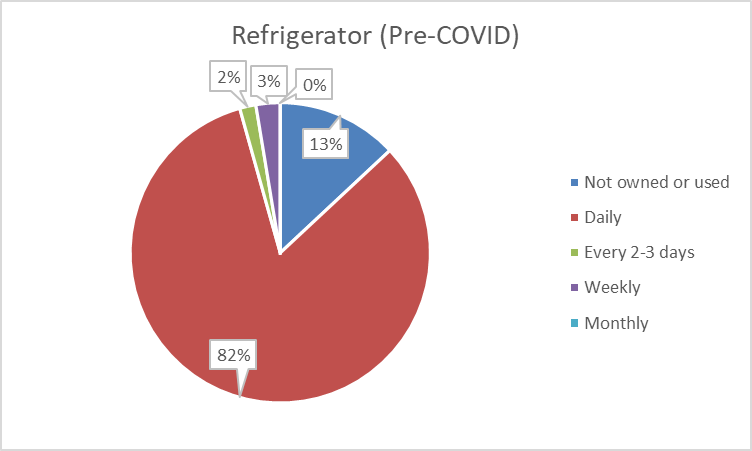 Refrigerator (Pre-COVID)
2%
3%
0%
13%
82%
Not owned or used
Daily
Every 2-3 days
Weekly
Monthly